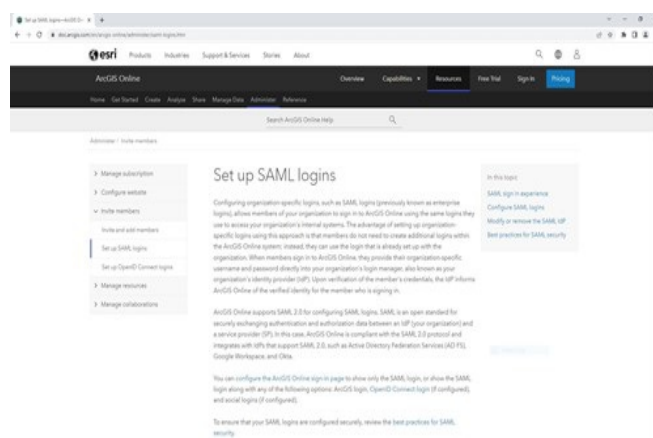 Set up SAML logins—ArcGIS O
doc.arcgis.com/en/arcgis-online/administer/saml-logins.htm
esri Products Industries Support & Services Stories About
ArcGIS Online Overview Capabilities Resources Free Trial Sign In Pricing
Home Get Started Create Analyze Share Manage Data Administer Reference
Search ArcGIS Online Help
Administer / Invite members
Manage subscription
Configure website
Invite members
Invite and add members
Set up SAML logins
Set up OpenID Connect logins
Manage resources
Manage collaborations
Set up SAML logins
Configuring organization-specific logins, such as SAML logins (previously known as enterprise
logins), allows members of your organization to sign in to ArcGIS Online using the same logins they
use to access your organization's internal systems. The advantage of setting up organization-
specific logins using this approach is that members do not need to create additional logins within
the ArcGIS Online system; instead, they can use the login that is already set up with the
organization. When members sign in to ArcGIS Online, they provide their organization-specific
username and password directly into your organization's login manager, also known as your
organization's identity provider (IdP). Upon verification of the member's credentials, the IdP informs
ArcGIS Online of the verified identity for the member who is signing in.
ArcGIS Online supports SAML 2.0 for configuring SAML logins. SAML is an open standard for
securely exchanging authentication and authorization data between an IdP (your organization) and
a service provider (SP). In this case, ArcGIS Online is compliant with the SAML 2.0 protocol and
integrates with IdPs that support SAML 2.0, such as Active Directory Federation Services (AD FS),
Google Workspace, and Okta.
You can configure the ArcGIS Online sign in page to show only the SAML login, or show the SAML
login along with any of the following options: ArcGIS login, OpenID Connect login (if configured),
and social logins (if configured).
To ensure that your SAML logins are configured securely, review the best practices for SAML
security.
In this topic
SAML sign in experience
Configure SAML logins
Modify or remove the SAML IdP
Best practices for SAML security